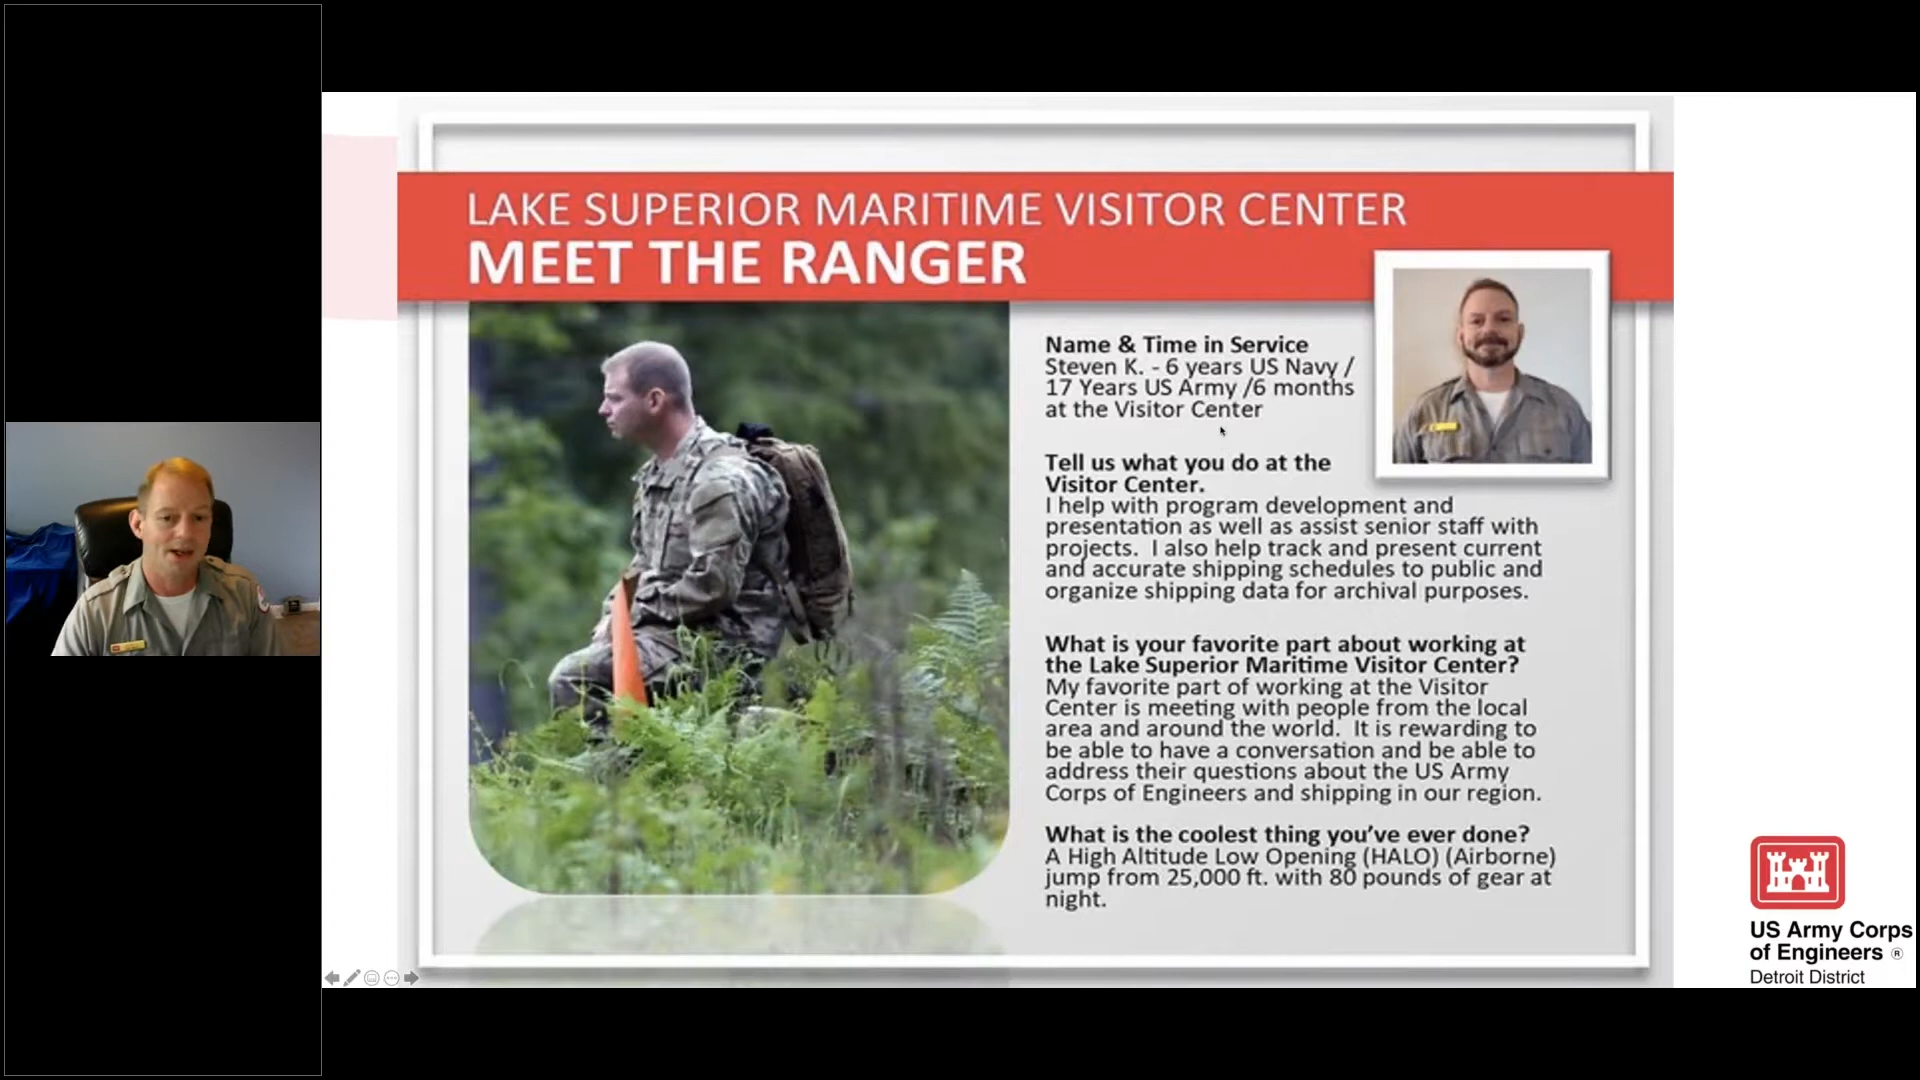 LAKE SUPERIOR MARITIME VISITOR CENTER
MEET THE RANGER
Name & Time in Service
Steven K. - 6 years US Navy /
17 Years US Army /6 months
at the Visitor Center
Tell us what you do at the
Visitor Center.
I help with program development and
presentation as well as assist senior staff with
projects.  I also help track and present current
and accurate shipping schedules to public and
organize shipping data for archival purposes.
What is your favorite part about working at
the Lake Superior Maritime Visitor Center?
My favorite part of working at the Visitor
Center is meeting with people from the local
area and around the world.  It is rewarding to
be able to have a conversation and be able to
address their questions about the US Army
Corps of Engineers and shipping in our region.
What is the coolest thing you’ve ever done?
A High Altitude Low Opening (HALO) (Airborne)
jump from 25,000 ft. with 80 pounds of gear at
night.
US Army Corps
of Engineers ®
Detroit District